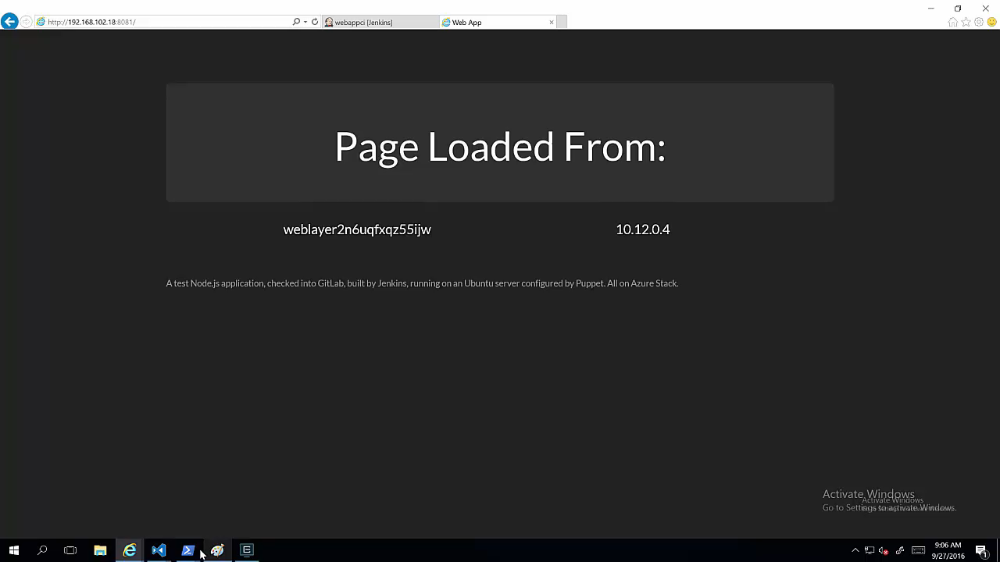 http://192.168.102.18:8081/
webappci [Jenkins]
Web App
Page Loaded From:
weblayer2n6uqfxqz55ijw
10.12.0.4
A test Node.js application, checked into GitLab, built by Jenkins, running on an Ubuntu server configured by Puppet. All on Azure Stack.
Activate Windows
Activate Windows
Go to Settings to activate Windows.
9:06 AM
9/27/2016